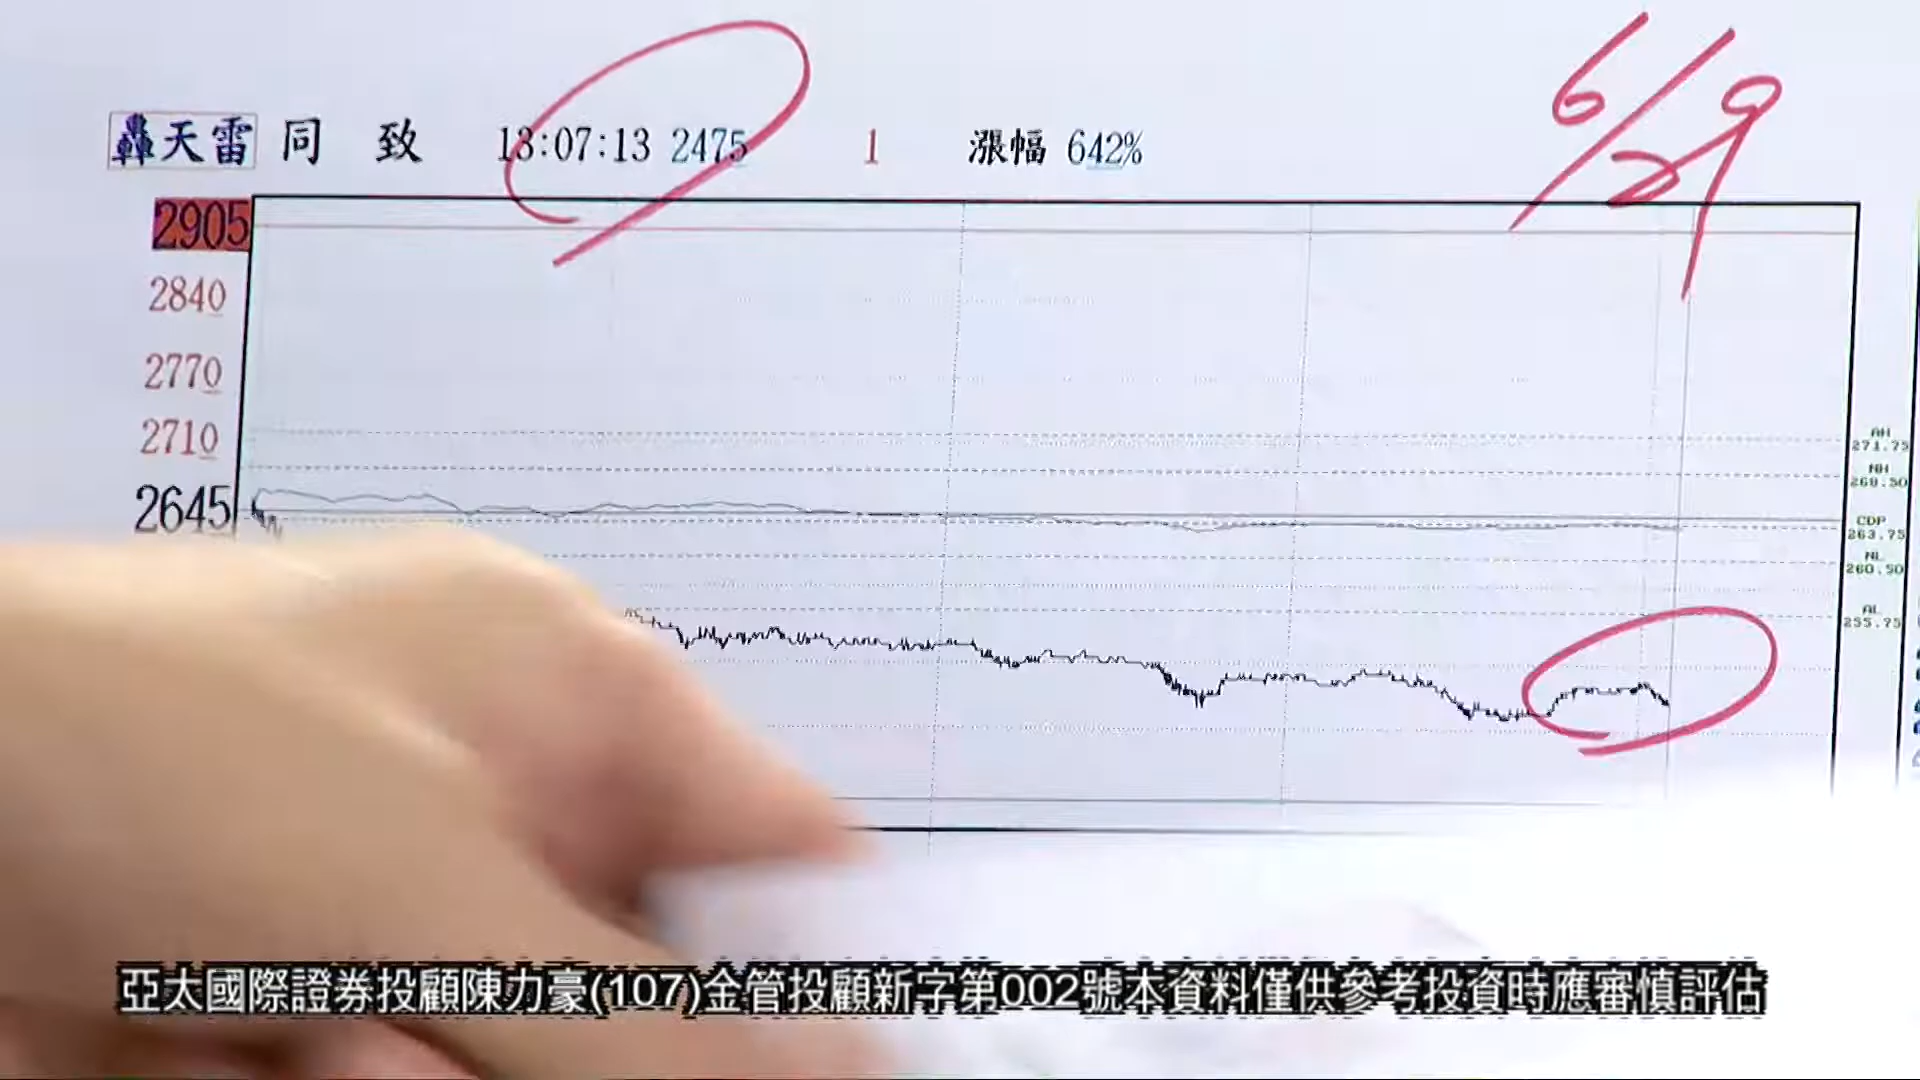 6/29
轟天雷 同 致 13:07:13 2475 1 漲幅 642%
2905
2840
2770
2710
2645
AH
271.75
NH
268.50
CDP
263.75
NL
260.50
AL
255.75
亞太國際證券投顧陳力豪(107)金管投顧新字第002號本資料僅供參考投資時應審慎評估